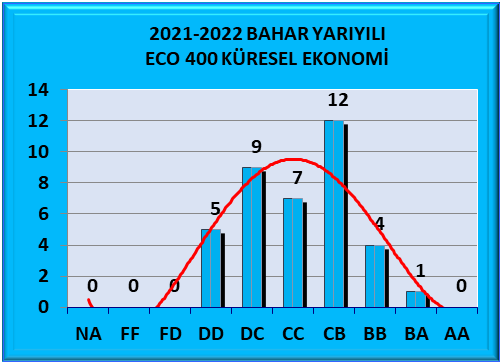 2021-2022 BAHAR YARIYILI
ECO 400 KÜRESEL EKONOMİ
14
12
10
8
6
4
2
0
0 0 0 5 9 7 12 4 1 0
NA FF FD DD DC CC CB BB BA AA